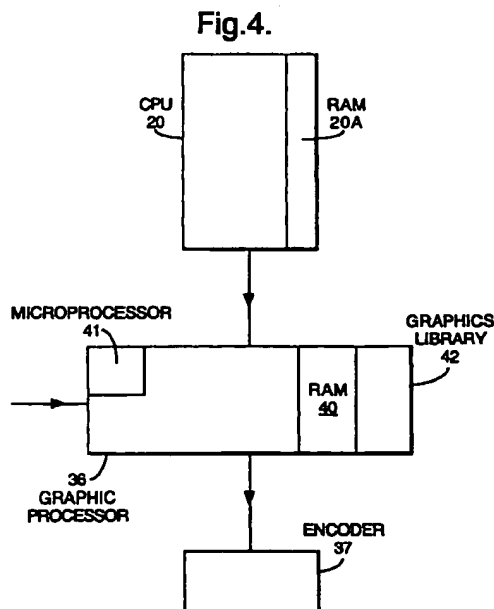 Fig.4.
CPU
20
RAM
20A
MICROPROCESSOR
41
GRAPHICS
LIBRARY
42
RAM
40
36
GRAPHIC
PROCESSOR
ENCODER
37